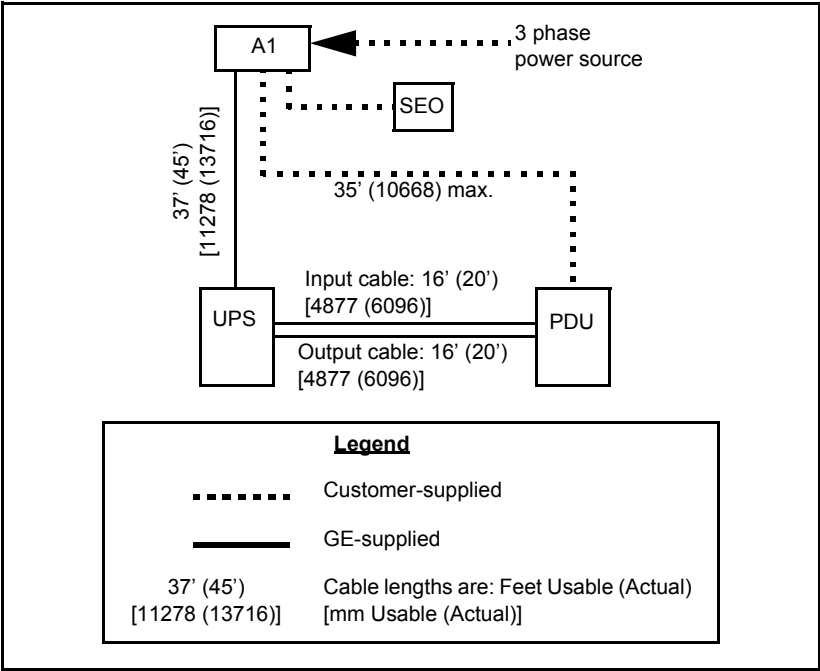 A1
3 phase
power source
SEO
37’ (45’)
[11278 (13716)]
35’ (10668) max.
Input cable: 16’ (20’)
[4877 (6096)]
UPS
PDU
Output cable: 16’ (20’)
[4877 (6096)]
Legend
Customer-supplied
GE-supplied
37’ (45’) Cable lengths are: Feet Usable (Actual)
[11278 (13716)] [mm Usable (Actual)]